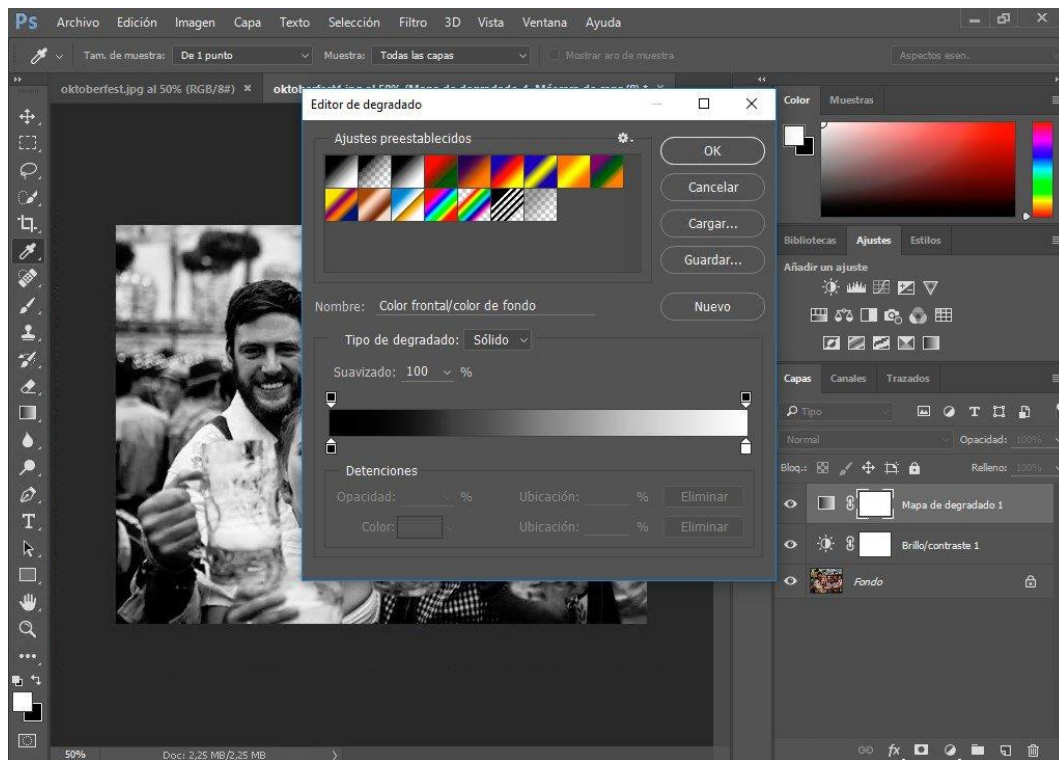 Ps Archivo Edición Imagen Capa Texto Selección Filtro 3D Vista Ventana Ayuda
Tam. de muestra: De 1 punto Muestra: Todas las capas Mostrar aro de muestra Aspectos esen.
oktoberfest.jpg al 50% (RGB/8#) ×
Editor de degradado
Ajustes preestablecidos
OK
Cancelar
Cargar...
Guardar...
Nombre: Color frontal/color de fondo
Nuevo
Tipo de degradado: Sólido
Suavizado: 100 %
Detenciones
Opacidad: % Ubicación: % Eliminar
Color: Ubicación: % Eliminar
Color Muestras
Bibliotecas Ajustes Estilos
Añadir un ajuste
Capas Canales Trazados
Tipo
Normal Opacidad: 100%
Bloq.: Relleno: 100%
Mapa de degradado 1
Brillo/contraste 1
Fondo
50% Doc: 2,25 MB/2,25 MB